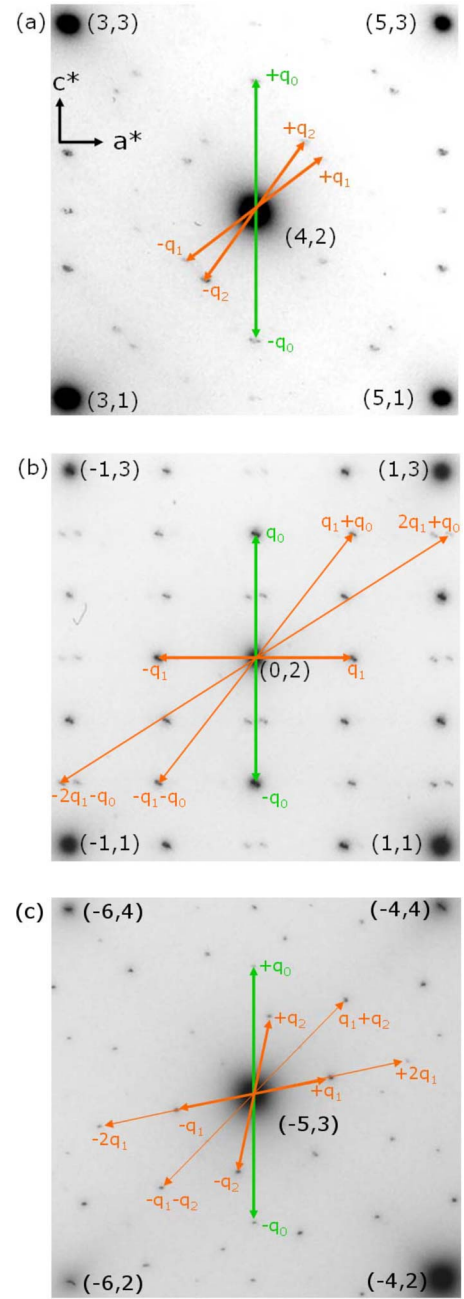 (a)
(3,3) (5,3)
c*
a*
+q₀
+q₂
+q₁
(4,2)
-q₁
-q₂
-q₀
(3,1) (5,1)
(b)
(-1,3) (1,3)
q₀ q₁+q₀ 2q₁+q₀
-q₁ (0,2) q₁
-2q₁-q₀ -q₁-q₀ -q₀
(-1,1) (1,1)
(c)
(-6,4) (-4,4)
+q₀
+q₂ q₁+q₂
+2q₁
+q₁
-q₁
(-5,3)
-2q₁
-q₂
-q₁-q₂
-q₀
(-6,2) (-4,2)